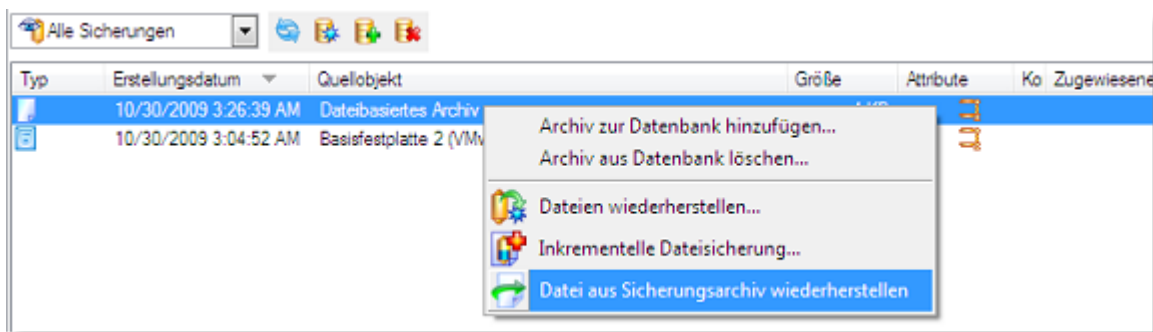 Alle Sicherungen
Typ Erstellungsdatum Quellobjekt Größe Attribute Ko Zugewiesene
10/30/2009 3:26:39 AM Dateibasiertes Archiv
10/30/2009 3:04:52 AM Basisfestplatte 2
Archiv zur Datenbank hinzufügen...
Archiv aus Datenbank löschen...
Dateien wiederherstellen...
Inkrementelle Dateisicherung...
Datei aus Sicherungsarchiv wiederherstellen